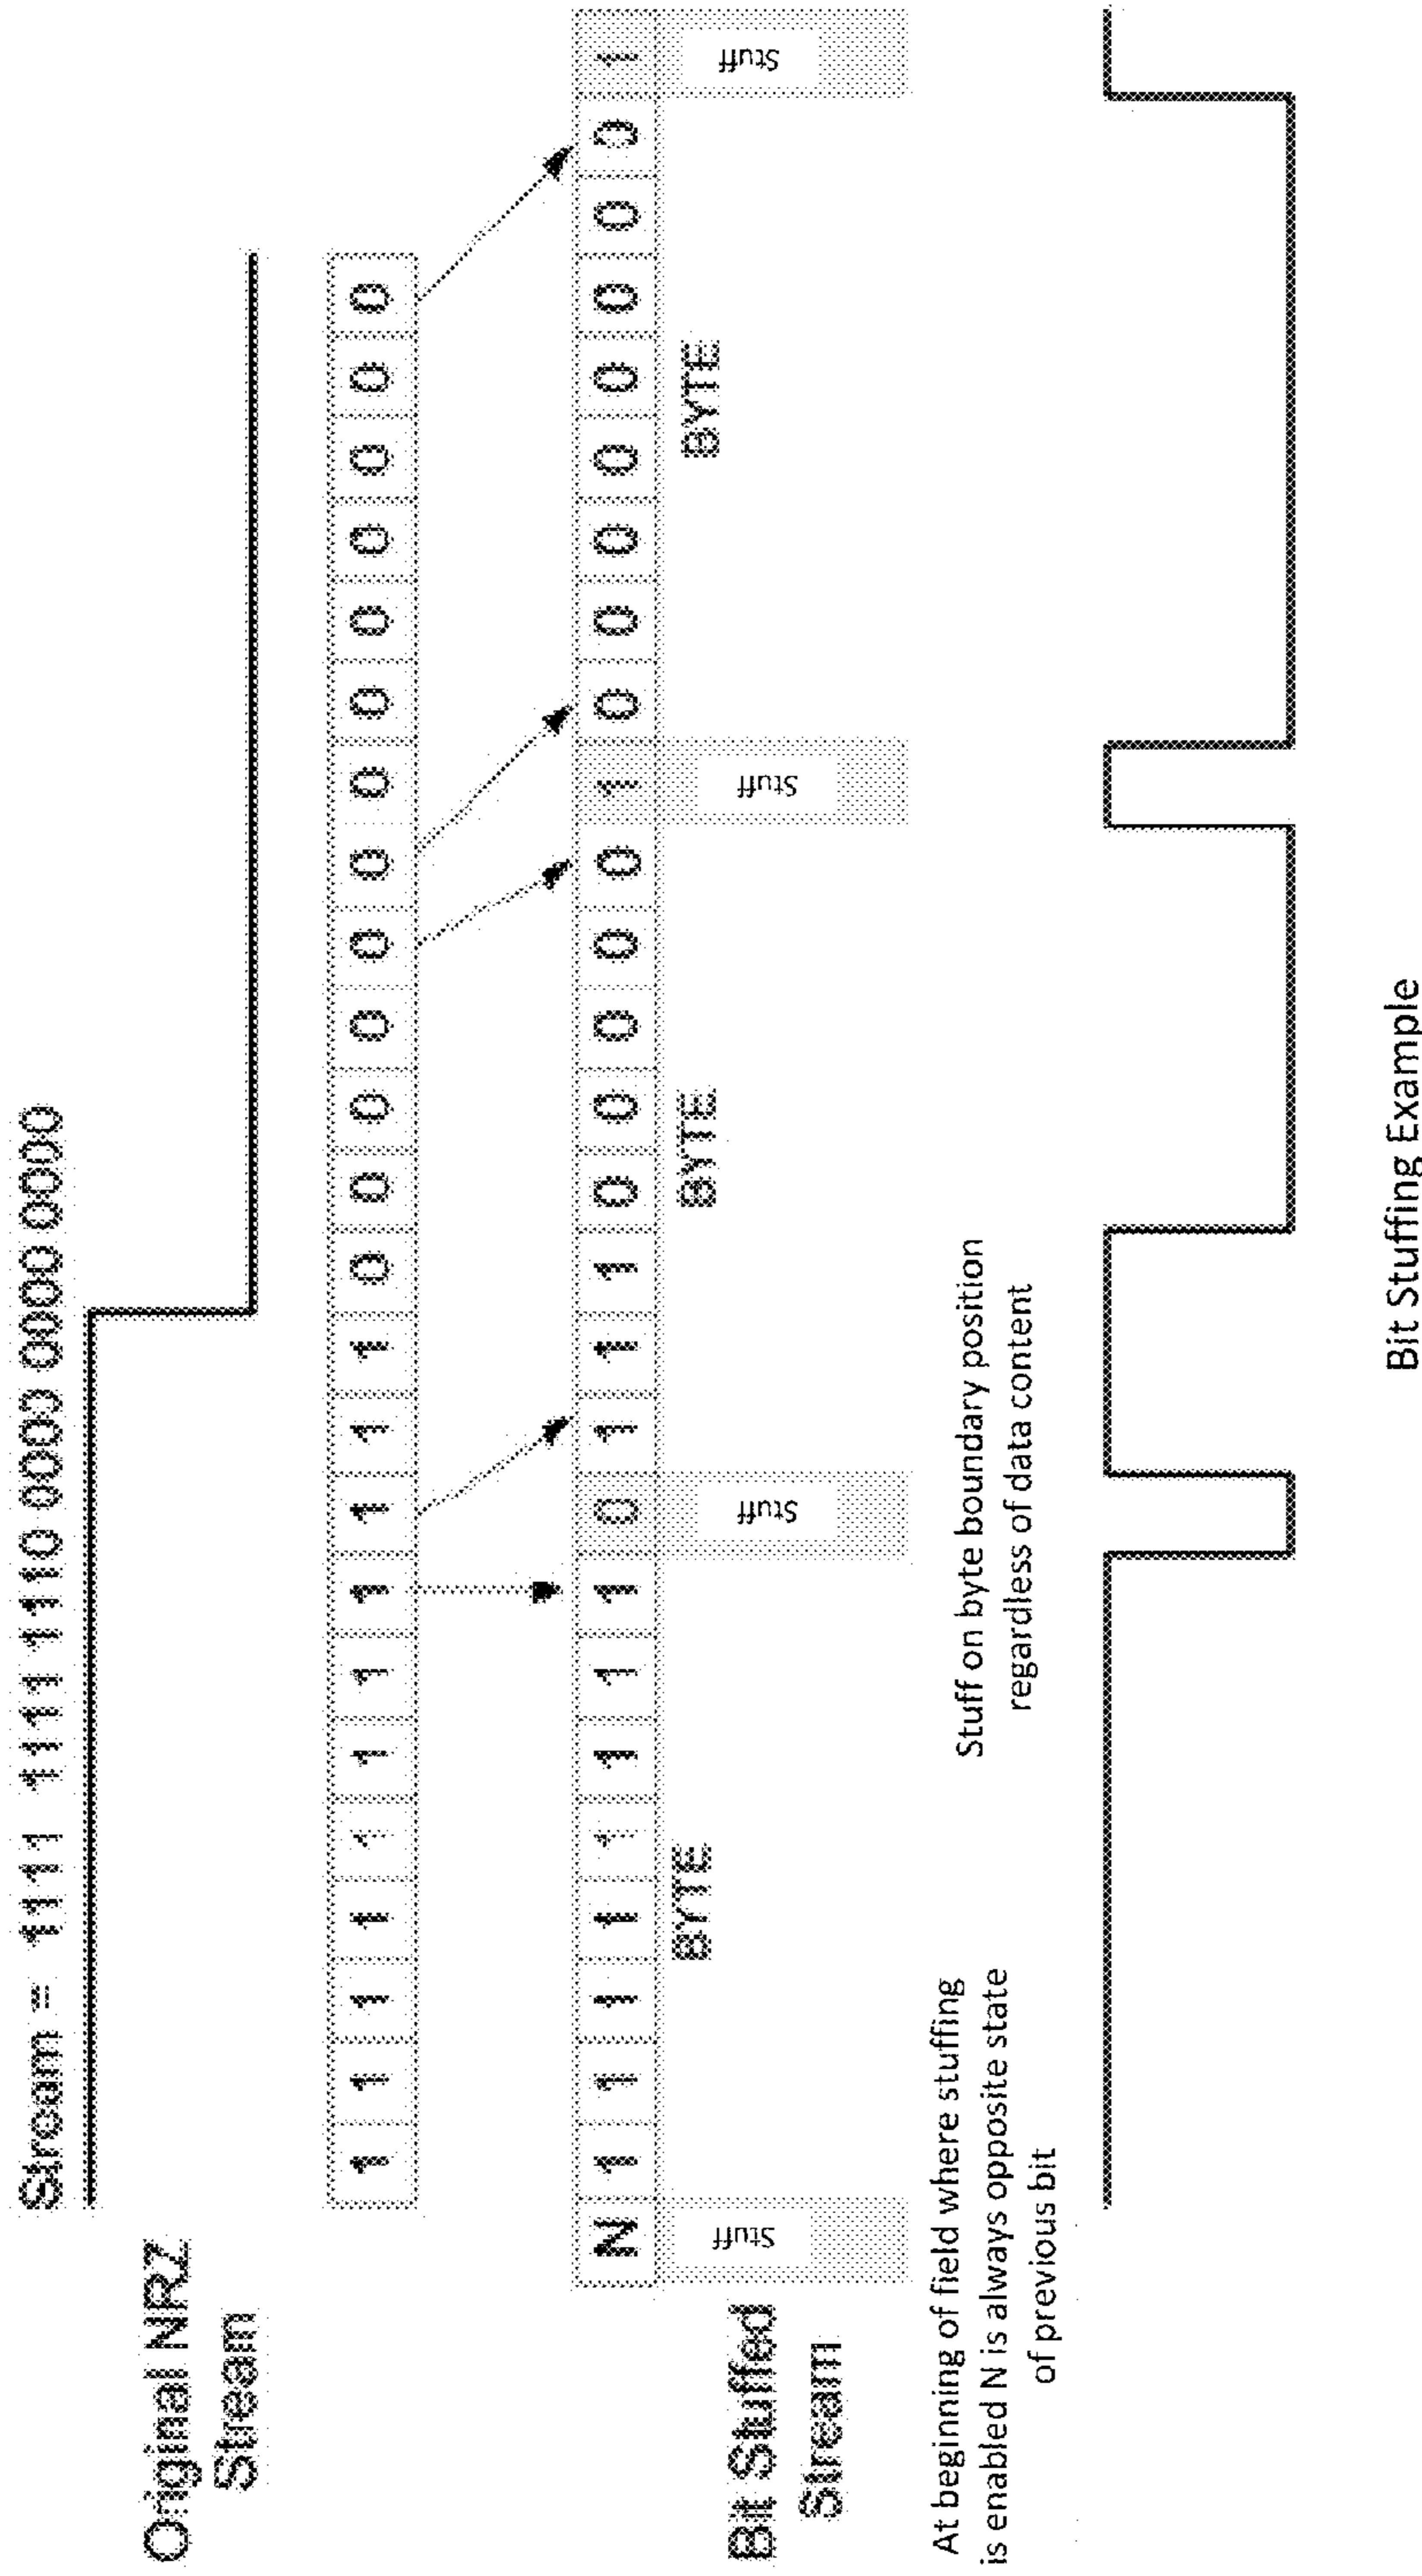 Stream = 1111 1111 1110 0000 0000 0000
Original NRZ
Stream
1 1 1 1 1 1 1 1 1 1 1 0 0 0 0 0 0 0 0 0 0 0 0 0
N 1 1 1 1 1 1 1 1 0 1 1 1 0 0 0 0 0 1 0 0 0 0 0 0 0 0 1
BYTE BYTE BYTE
Stuff Stuff Stuff Stuff
Bit Stuffed
Stream
At beginning of field where stuffing
is enabled N is always opposite state
of previous bit
Stuff on byte boundary position
regardless of data content
Bit Stuffing Example